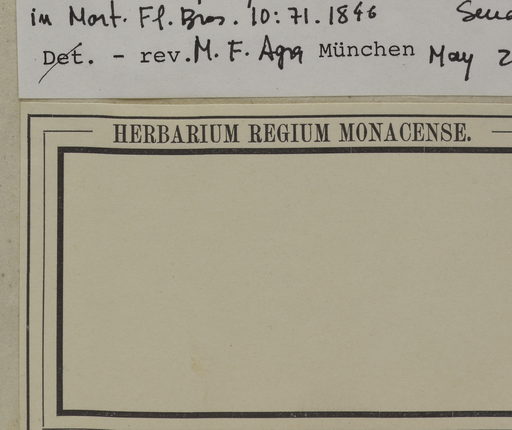 in Mart. Fl. Bras. 10:71. 1846
Det. - rev. M. F. Agra München May
HERBARIUM REGIUM MONACENSE.